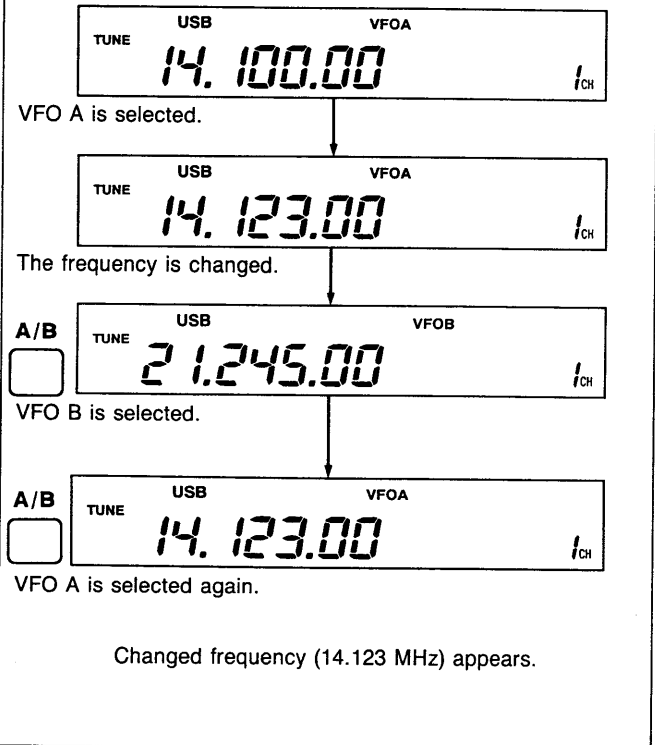 USB VFOA
TUNE 14.100.00 1CH
VFO A is selected.
USB VFOA
TUNE 14.123.00 1CH
The frequency is changed.
A/B USB VFOB
TUNE 21.245.00 1CH
VFO B is selected.
A/B USB VFOA
TUNE 14.123.00 1CH
VFO A is selected again.
Changed frequency (14.123 MHz) appears.